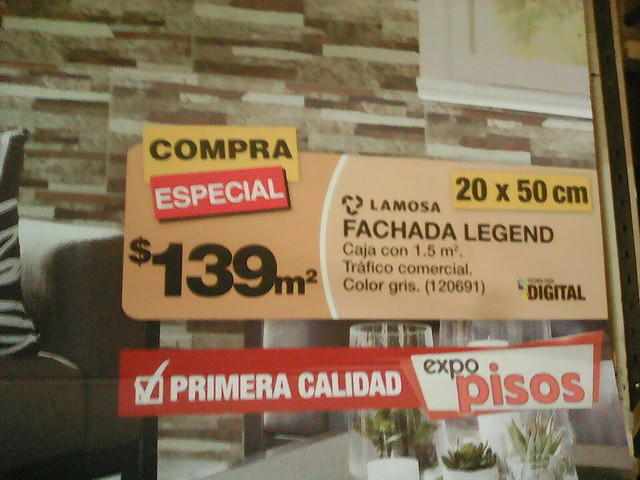 COMPRA
ESPECIAL
$139m²
LAMOSA
20 x 50 cm
FACHADA LEGEND
Caja con 1.5 m².
Tráfico comercial.
Color gris. (120691)
DIGITAL
PRIMERA CALIDAD
expo
pisos